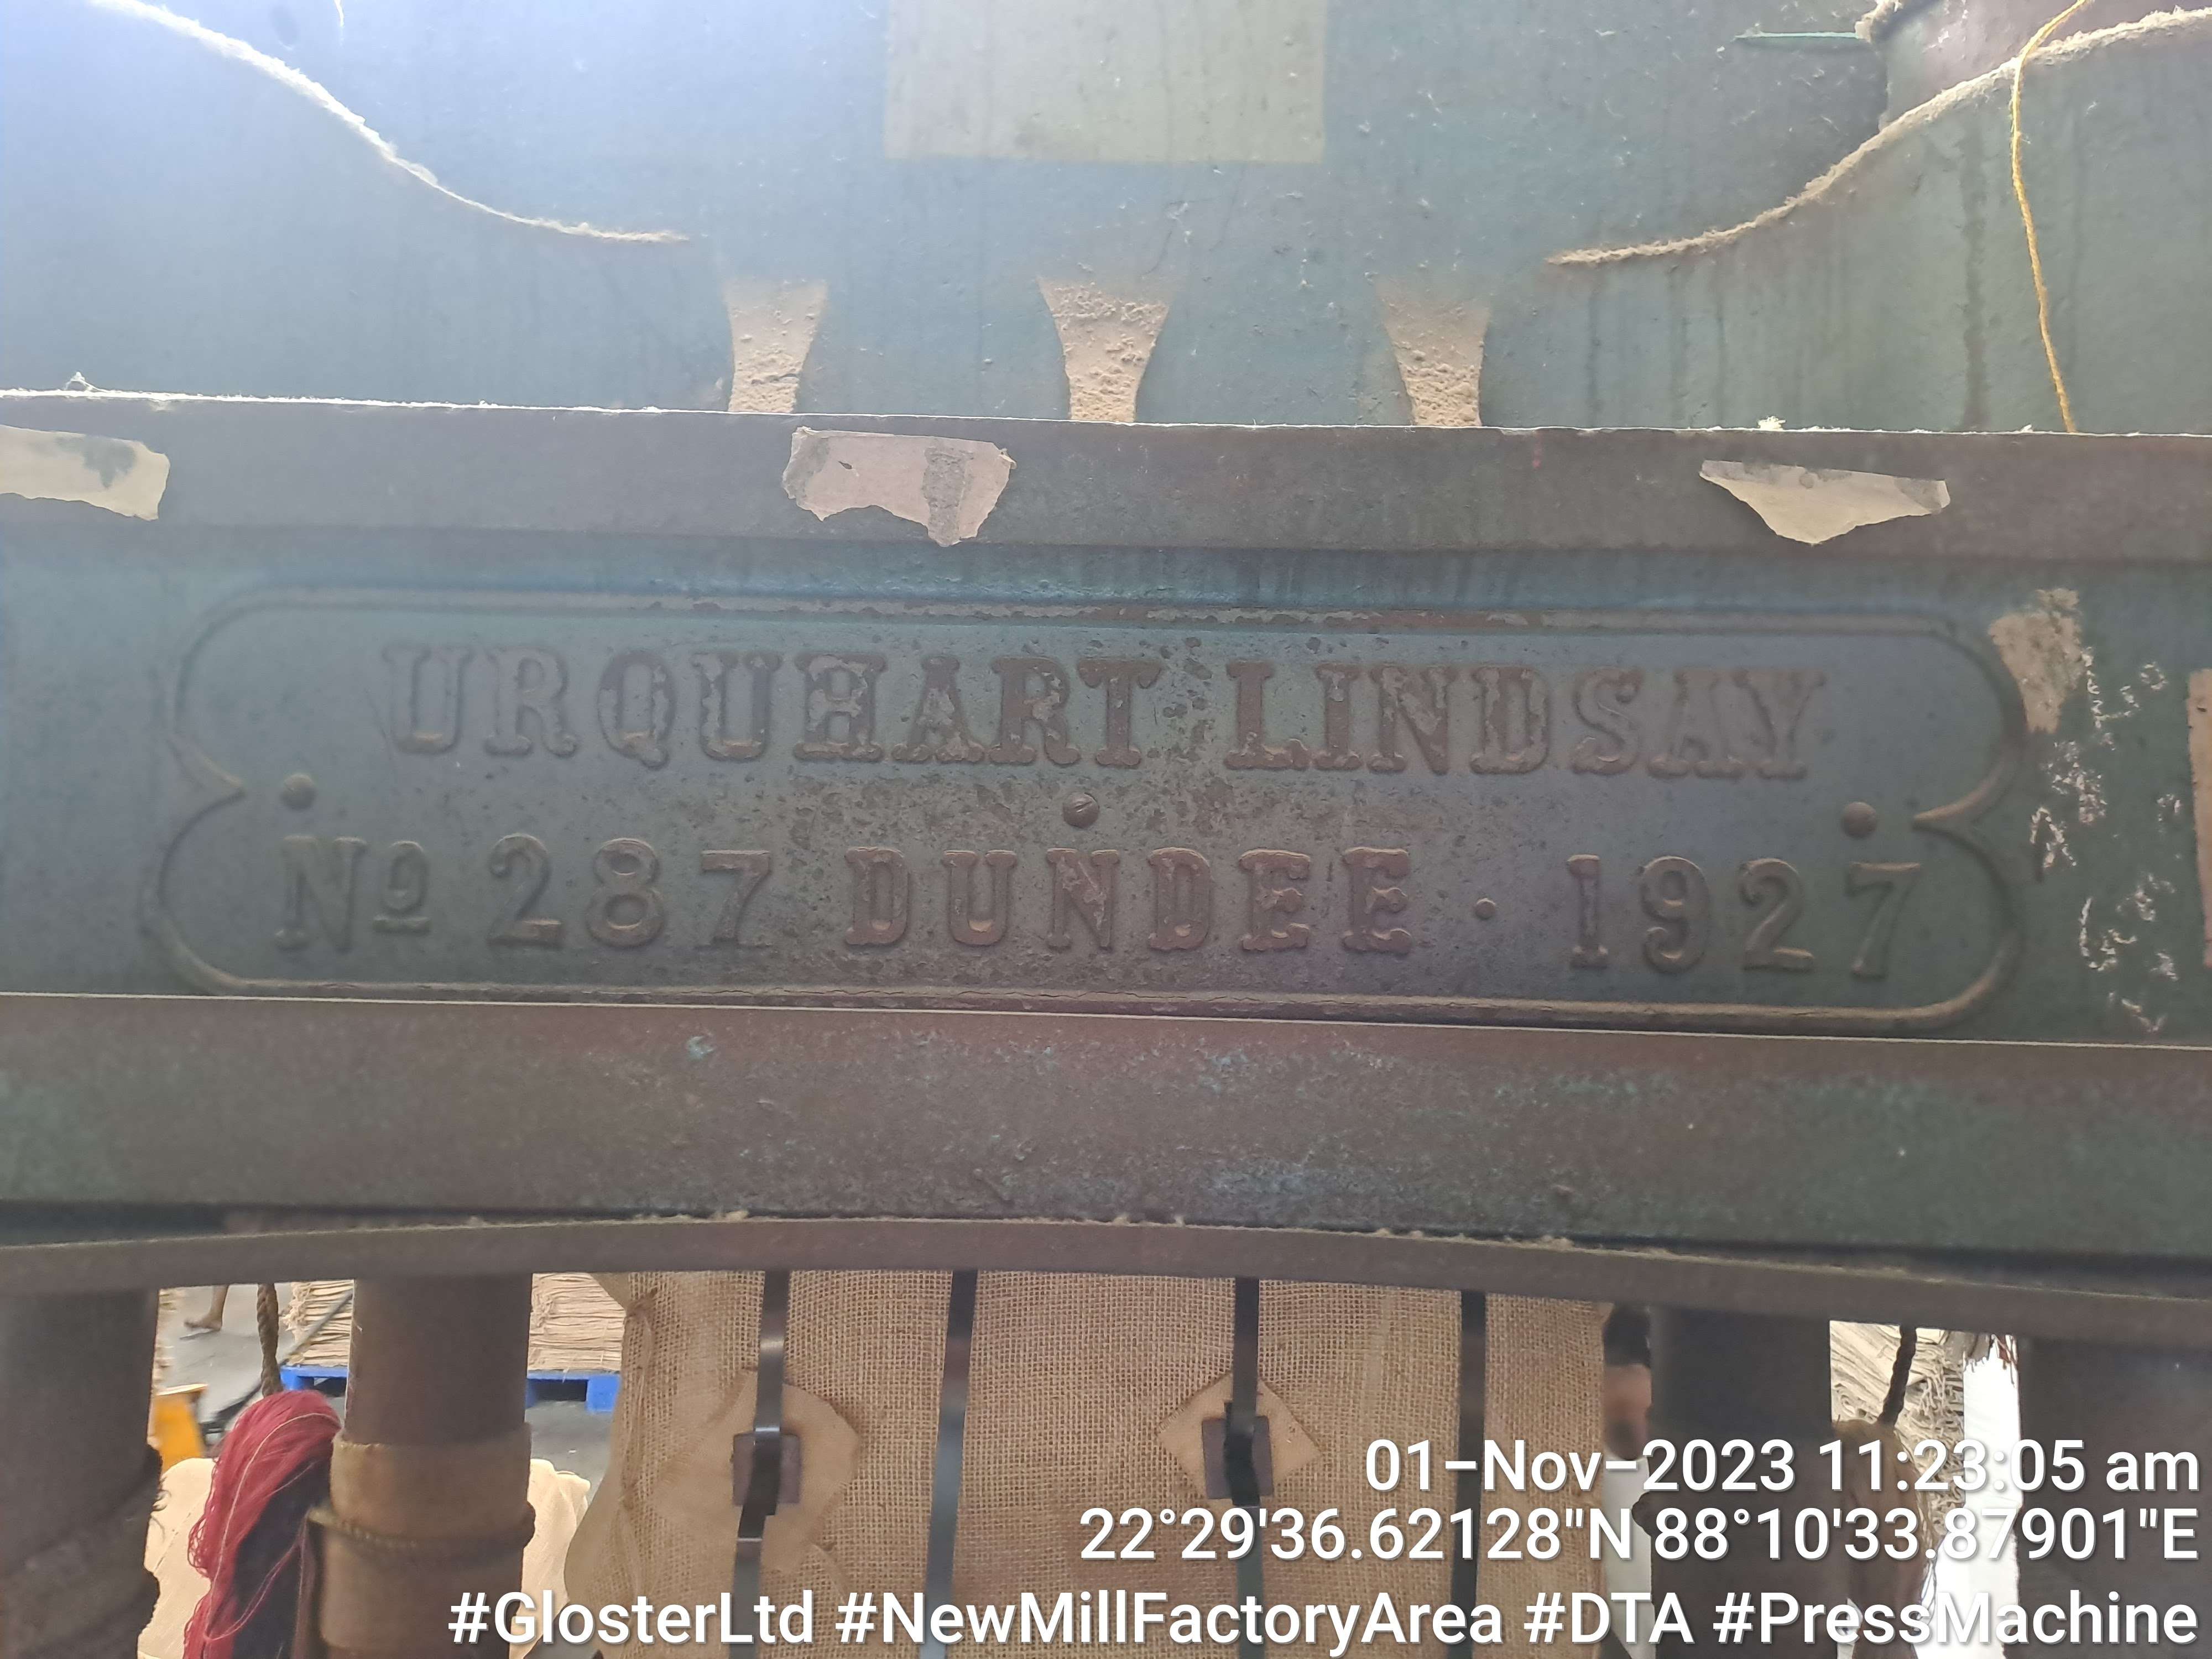 URQUHART LINDSAY
Nº 287 DUNDEE · 1927
01-Nov-2023 11:23:05 am
22°29'36.62128"N 88°10'33.87901"E
#GlosterLtd #NewMillFactoryArea #DTA #PressMachine